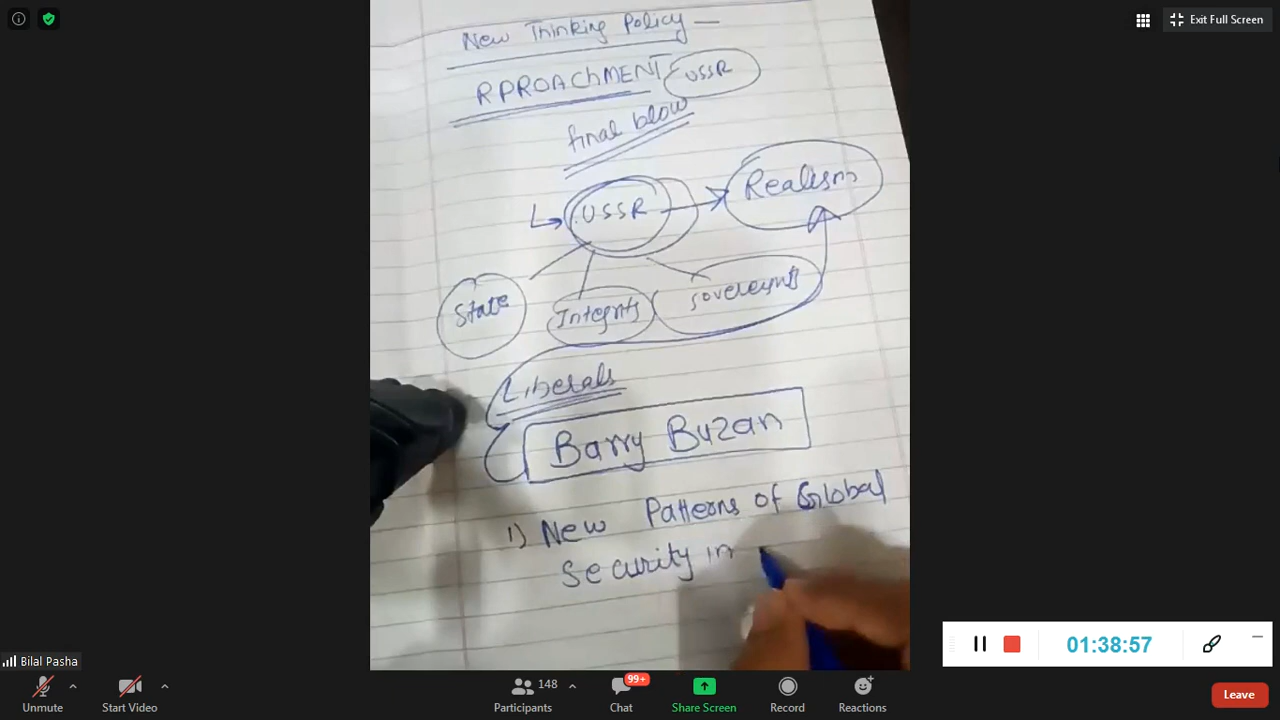 Exit Full Screen
New Thinking Policy —
RPROACHMENT USSR
final blow
USSR
Realism
State
Integrity
Sovereignty
Liberals
Barry Buzan
1) New Patterns of Global
Security in
01:38:57
Bilal Pasha
Unmute
Start Video
148
Participants
99+
Chat
Share Screen
Record
Reactions
Leave